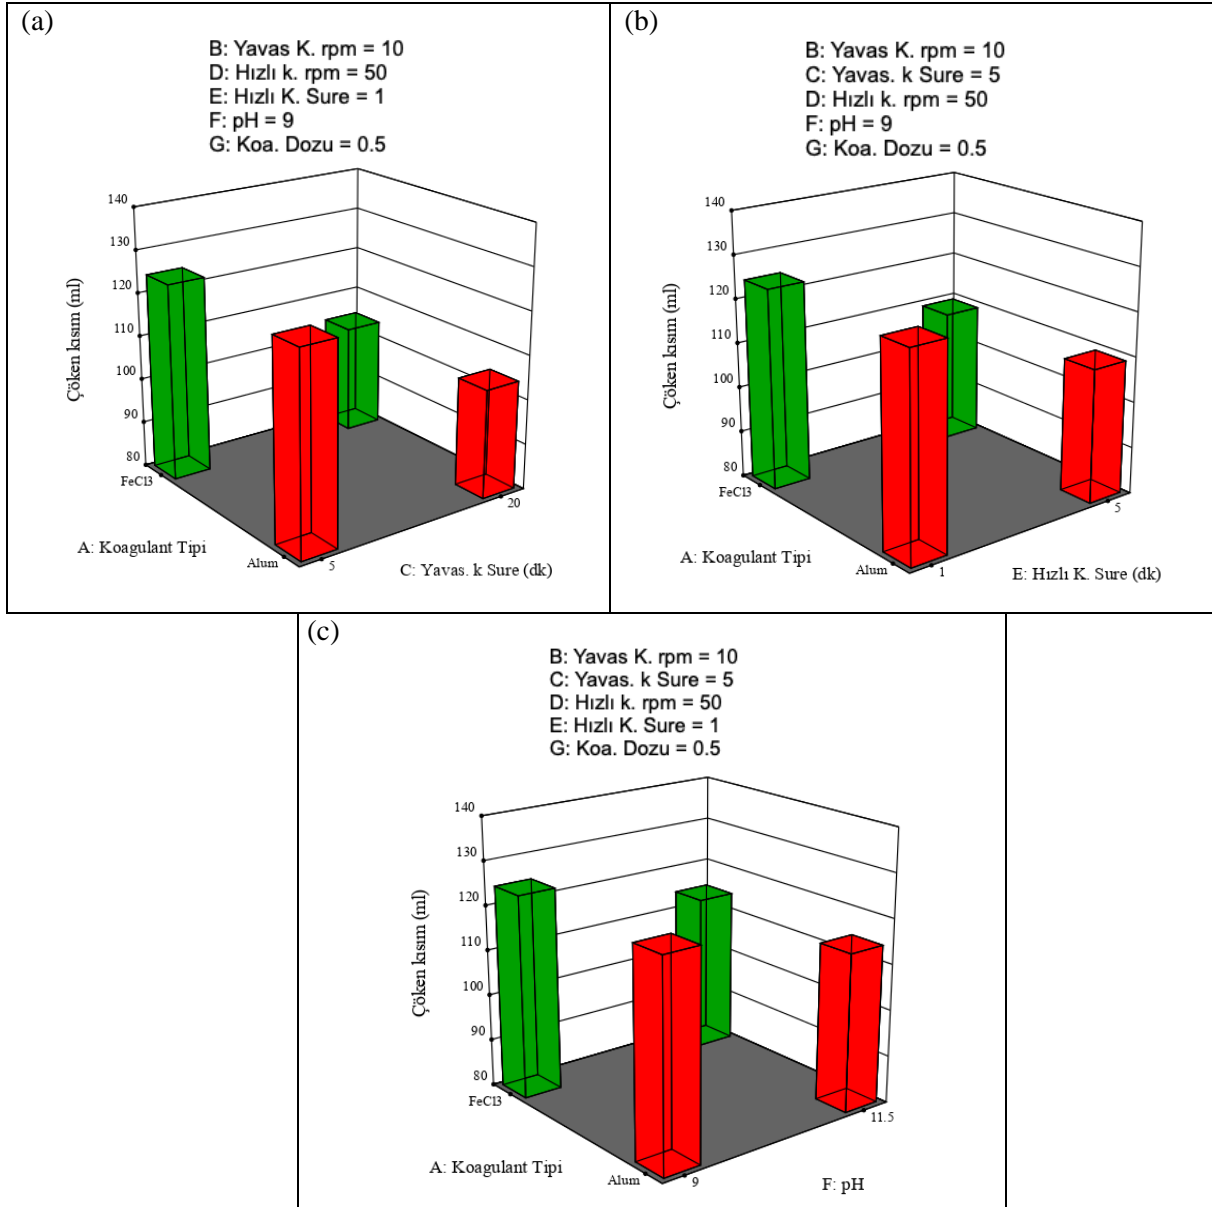 (a)
B: Yavas K. rpm = 10
D: Hızlı k. rpm = 50
E: Hızlı K. Sure = 1
F: pH = 9
G: Koa. Dozu = 0.5
140
130
120
110
100
90
80
Çöken kısım (ml)
FeCl3
Alum
A: Koagulant Tipi
5
20
C: Yavas. k Sure (dk)
(b)
B: Yavas K. rpm = 10
C: Yavas. k Sure = 5
D: Hızlı k. rpm = 50
F: pH = 9
G: Koa. Dozu = 0.5
140
130
120
110
100
90
80
Çöken kısım (ml)
FeCl3
Alum
A: Koagulant Tipi
1
5
E: Hızlı K. Sure (dk)
(c)
B: Yavas K. rpm = 10
C: Yavas. k Sure = 5
D: Hızlı k. rpm = 50
E: Hızlı K. Sure = 1
G: Koa. Dozu = 0.5
140
130
120
110
100
90
80
Çöken kısım (ml)
FeCl3
Alum
A: Koagulant Tipi
9
11.5
F: pH